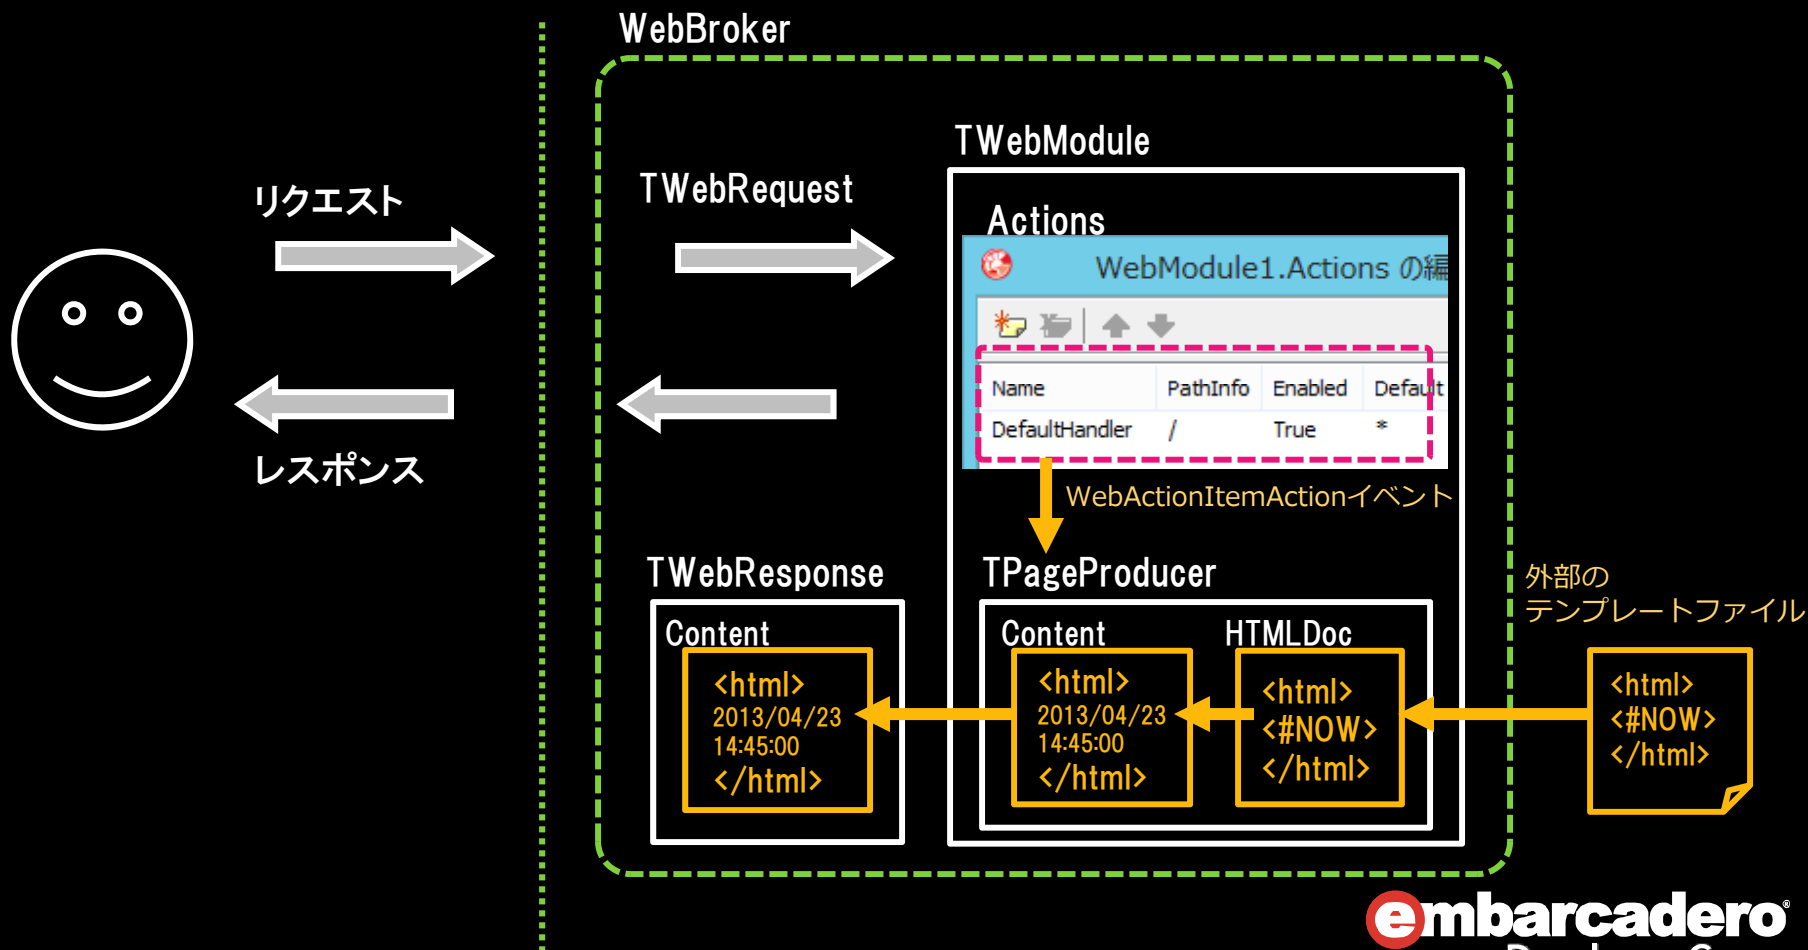 WebBroker
TWebModule
リクエスト
TWebRequest
Actions
WebModule1.Actions の編
Name PathInfo Enabled Default
DefaultHandler / True *
レスポンス
WebActionItemActionイベント
TWebResponse
TPageProducer
外部の
テンプレートファイル
Content
<html>
2013/04/23
14:45:00
</html>
Content
<html>
2013/04/23
14:45:00
</html>
HTMLDoc
<html>
<#NOW>
</html>
<html>
<#NOW>
</html>
embarcadero®